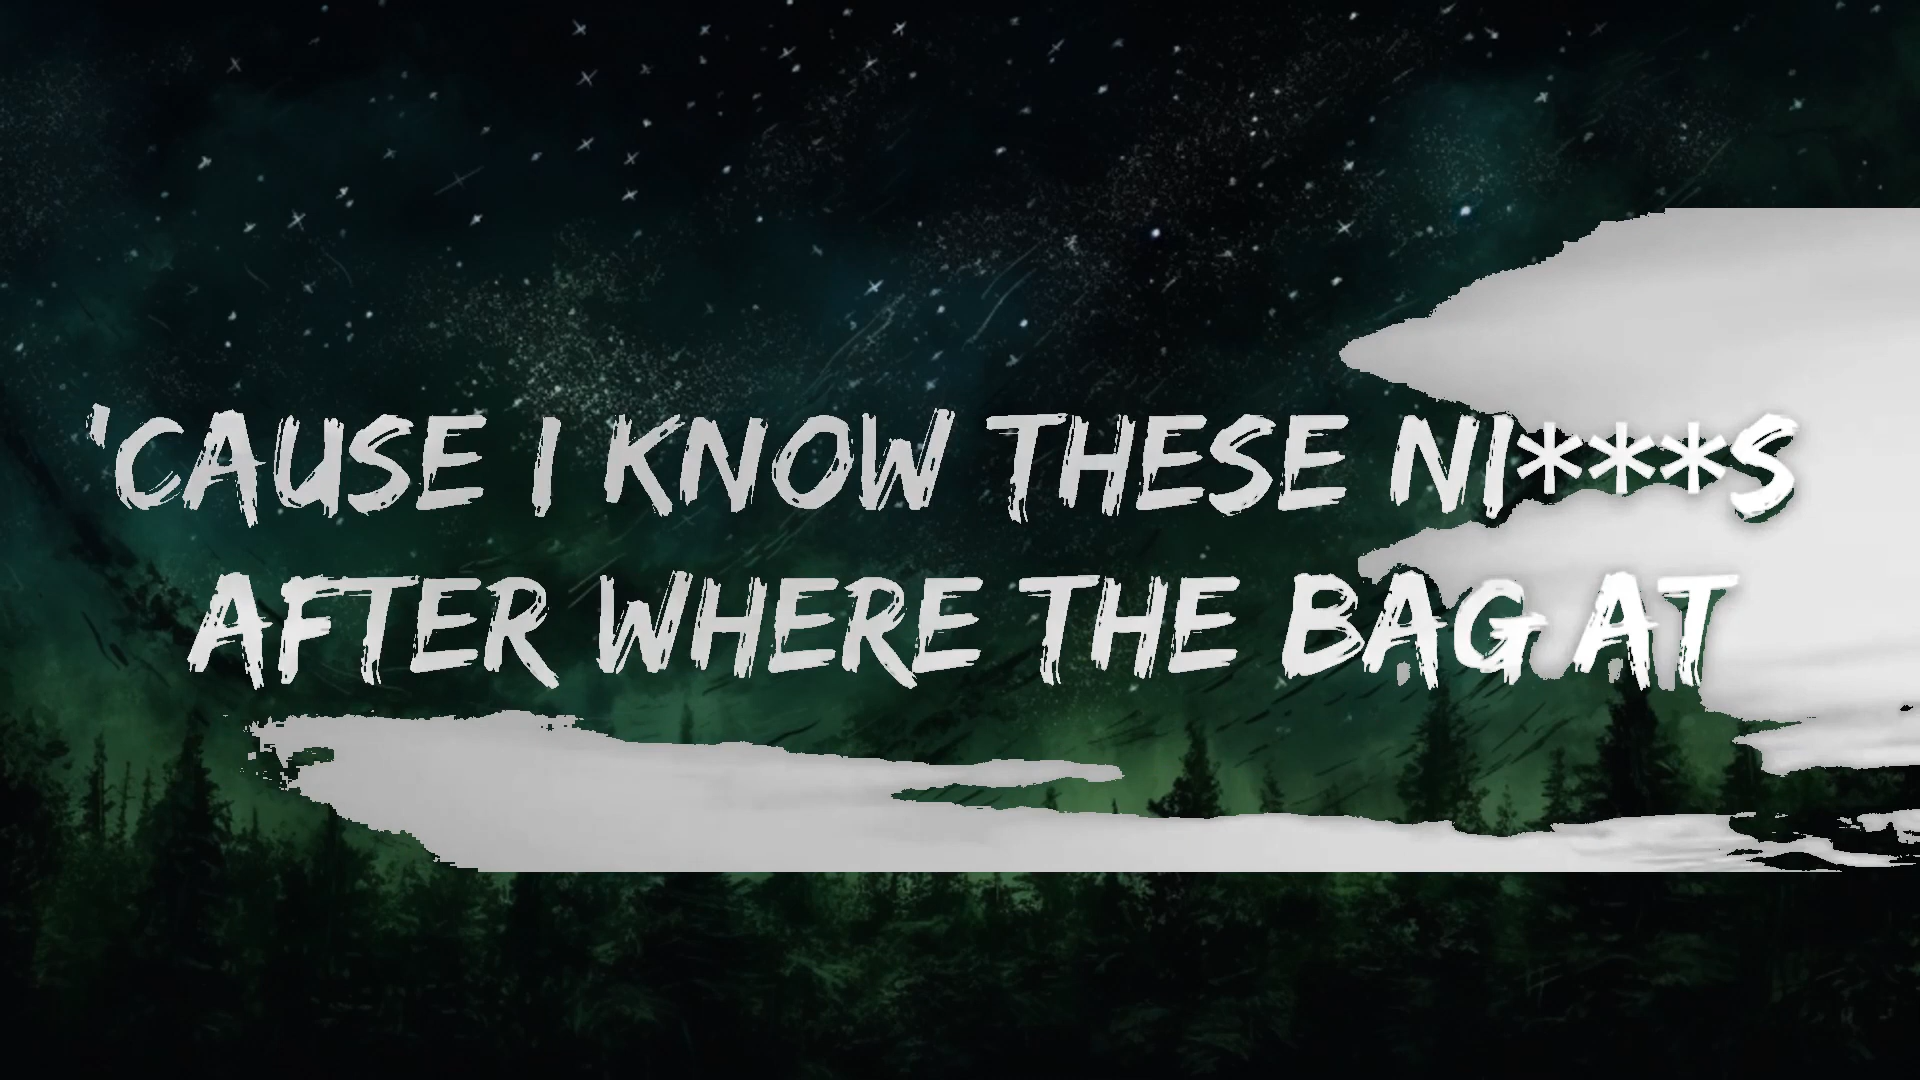 'CAUSE I KNOW THESE NI***S
AFTER WHERE THE BAG AT